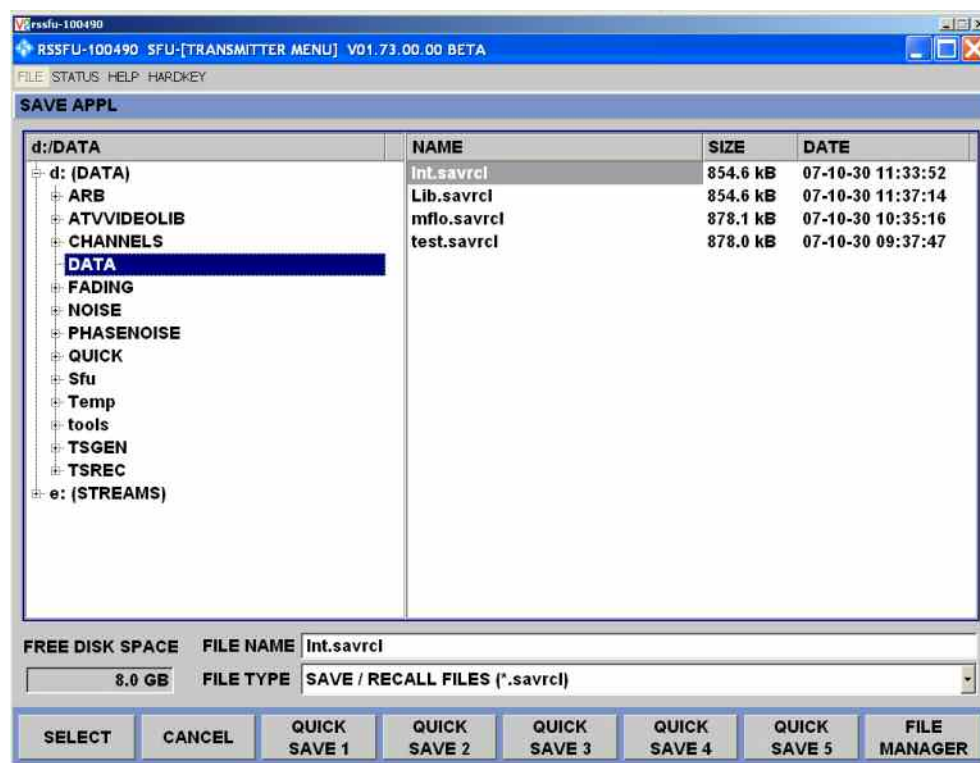 rssfu-100490
RSSFU-100490 SFU-[TRANSMITTER MENU] V01.73.00.00 BETA
FILE STATUS HELP HARDKEY
SAVE APPL
d:/DATA
d: (DATA)
ARB
ATVVIDEOLIB
CHANNELS
DATA
FADING
NOISE
PHASENOISE
QUICK
Sfu
Temp
tools
TSGEN
TSREC
e: (STREAMS)
NAME SIZE DATE
Int.savrcl 854.6 kB 07-10-30 11:33:52
Lib.savrcl 854.6 kB 07-10-30 11:37:14
mflo.savrcl 878.1 kB 07-10-30 10:35:16
test.savrcl 878.0 kB 07-10-30 09:37:47
FREE DISK SPACE
8.0 GB
FILE NAME Int.savrcl
FILE TYPE SAVE / RECALL FILES (*.savrcl)
SELECT
CANCEL
QUICK
SAVE 1
QUICK
SAVE 2
QUICK
SAVE 3
QUICK
SAVE 4
QUICK
SAVE 5
FILE
MANAGER